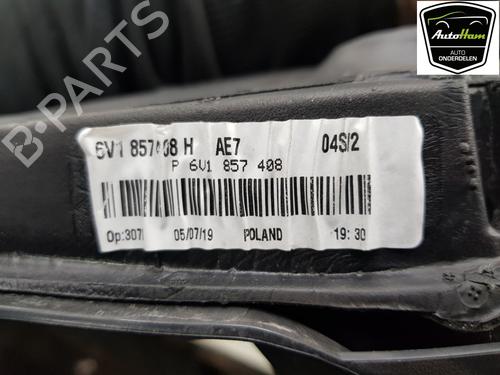 AutoHam
AUTO
ONDERDELEN
6V1 857408 H AE7 04S/2
P 6V1 857 408
Op:307 05/07/19 POLAND 19:30
B-PARTS